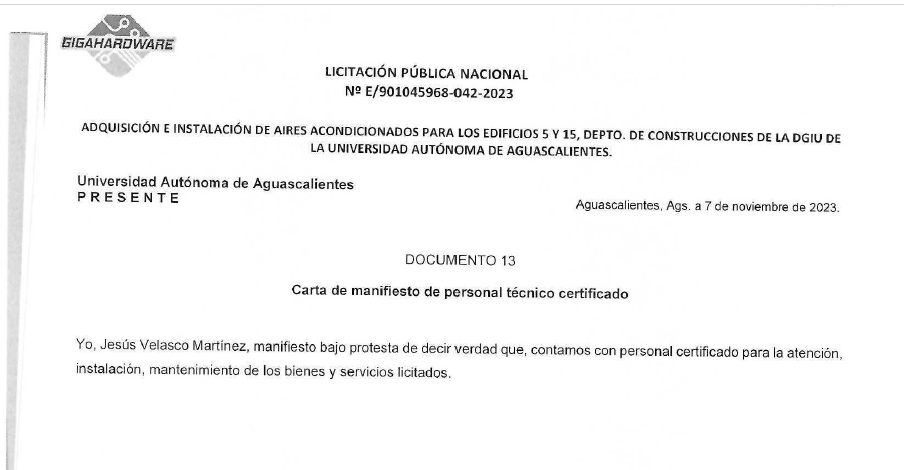 GIGAHARDWARE
LICITACIÓN PÚBLICA NACIONAL
Nº E/901045968-042-2023
ADQUISICIÓN E INSTALACIÓN DE AIRES ACONDICIONADOS PARA LOS EDIFICIOS 5 Y 15, DEPTO. DE CONSTRUCCIONES DE LA DGIU DE
LA UNIVERSIDAD AUTÓNOMA DE AGUASCALIENTES.
Universidad Autónoma de Aguascalientes
P R E S E N T E
Aguascalientes, Ags. a 7 de noviembre de 2023.
DOCUMENTO 13
Carta de manifiesto de personal técnico certificado
Yo, Jesús Velasco Martínez, manifiesto bajo protesta de decir verdad que, contamos con personal certificado para la atención,
instalación, mantenimiento de los bienes y servicios licitados.